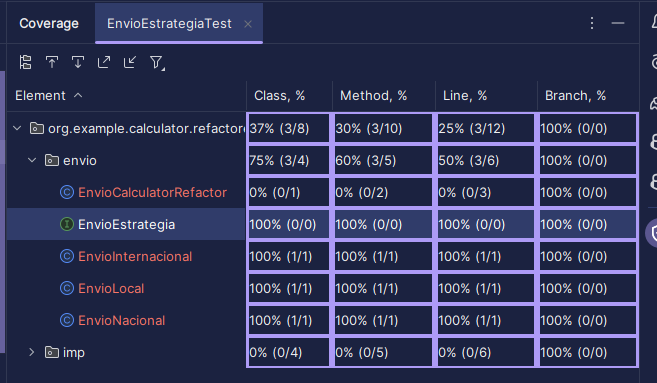 Coverage EnvioEstrategiaTest
Element Class, % Method, % Line, % Branch, %
org.example.calculator.refactor 37% (3/8) 30% (3/10) 25% (3/12) 100% (0/0)
envio 75% (3/4) 60% (3/5) 50% (3/6) 100% (0/0)
EnvioCalculatorRefactor 0% (0/1) 0% (0/2) 0% (0/3) 100% (0/0)
EnvioEstrategia 100% (0/0) 100% (0/0) 100% (0/0) 100% (0/0)
EnvioInternacional 100% (1/1) 100% (1/1) 100% (1/1) 100% (0/0)
EnvioLocal 100% (1/1) 100% (1/1) 100% (1/1) 100% (0/0)
EnvioNacional 100% (1/1) 100% (1/1) 100% (1/1) 100% (0/0)
imp 0% (0/4) 0% (0/5) 0% (0/6) 100% (0/0)